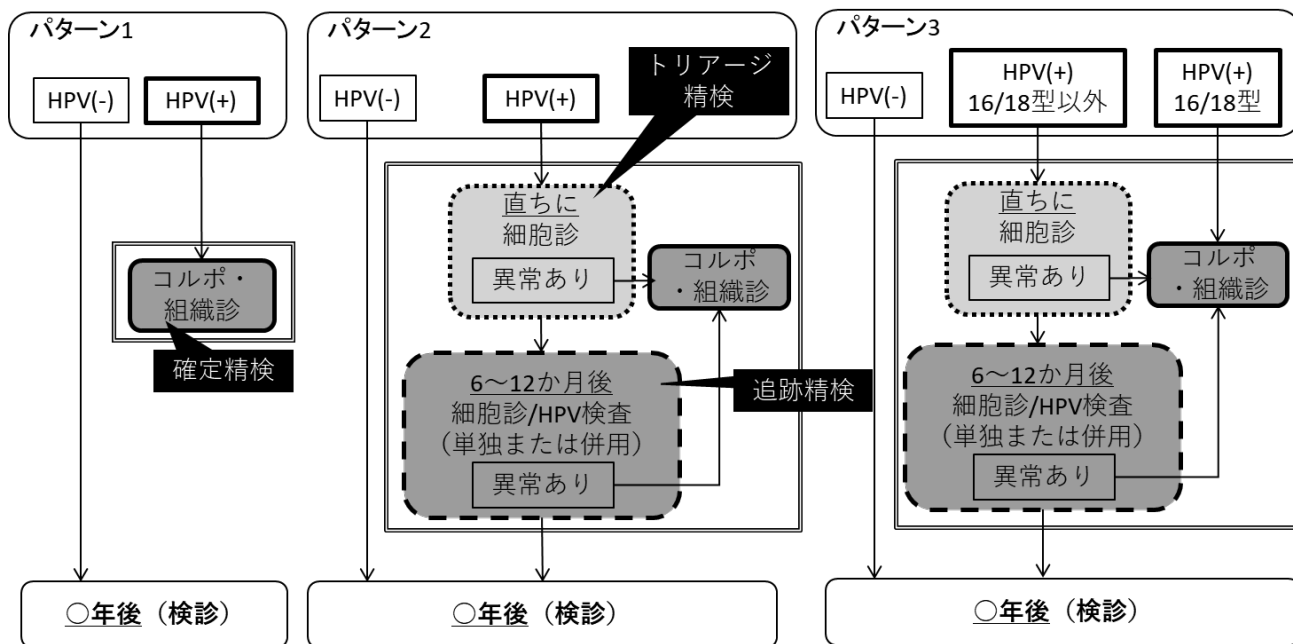 パターン1
HPV(-)
HPV(+)
コルポ・
組織診
確定精検
○年後（検診）
パターン2
HPV(-)
HPV(+)
トリアージ
精検
直ちに
細胞診
異常あり
コルポ
・組織診
6～12か月後
細胞診/HPV検査
（単独または併用）
異常あり
追跡精検
○年後（検診）
パターン3
HPV(-)
HPV(+)
16/18型以外
HPV(+)
16/18型
直ちに
細胞診
異常あり
コルポ
・組織診
6～12か月後
細胞診/HPV検査
（単独または併用）
異常あり
○年後（検診）